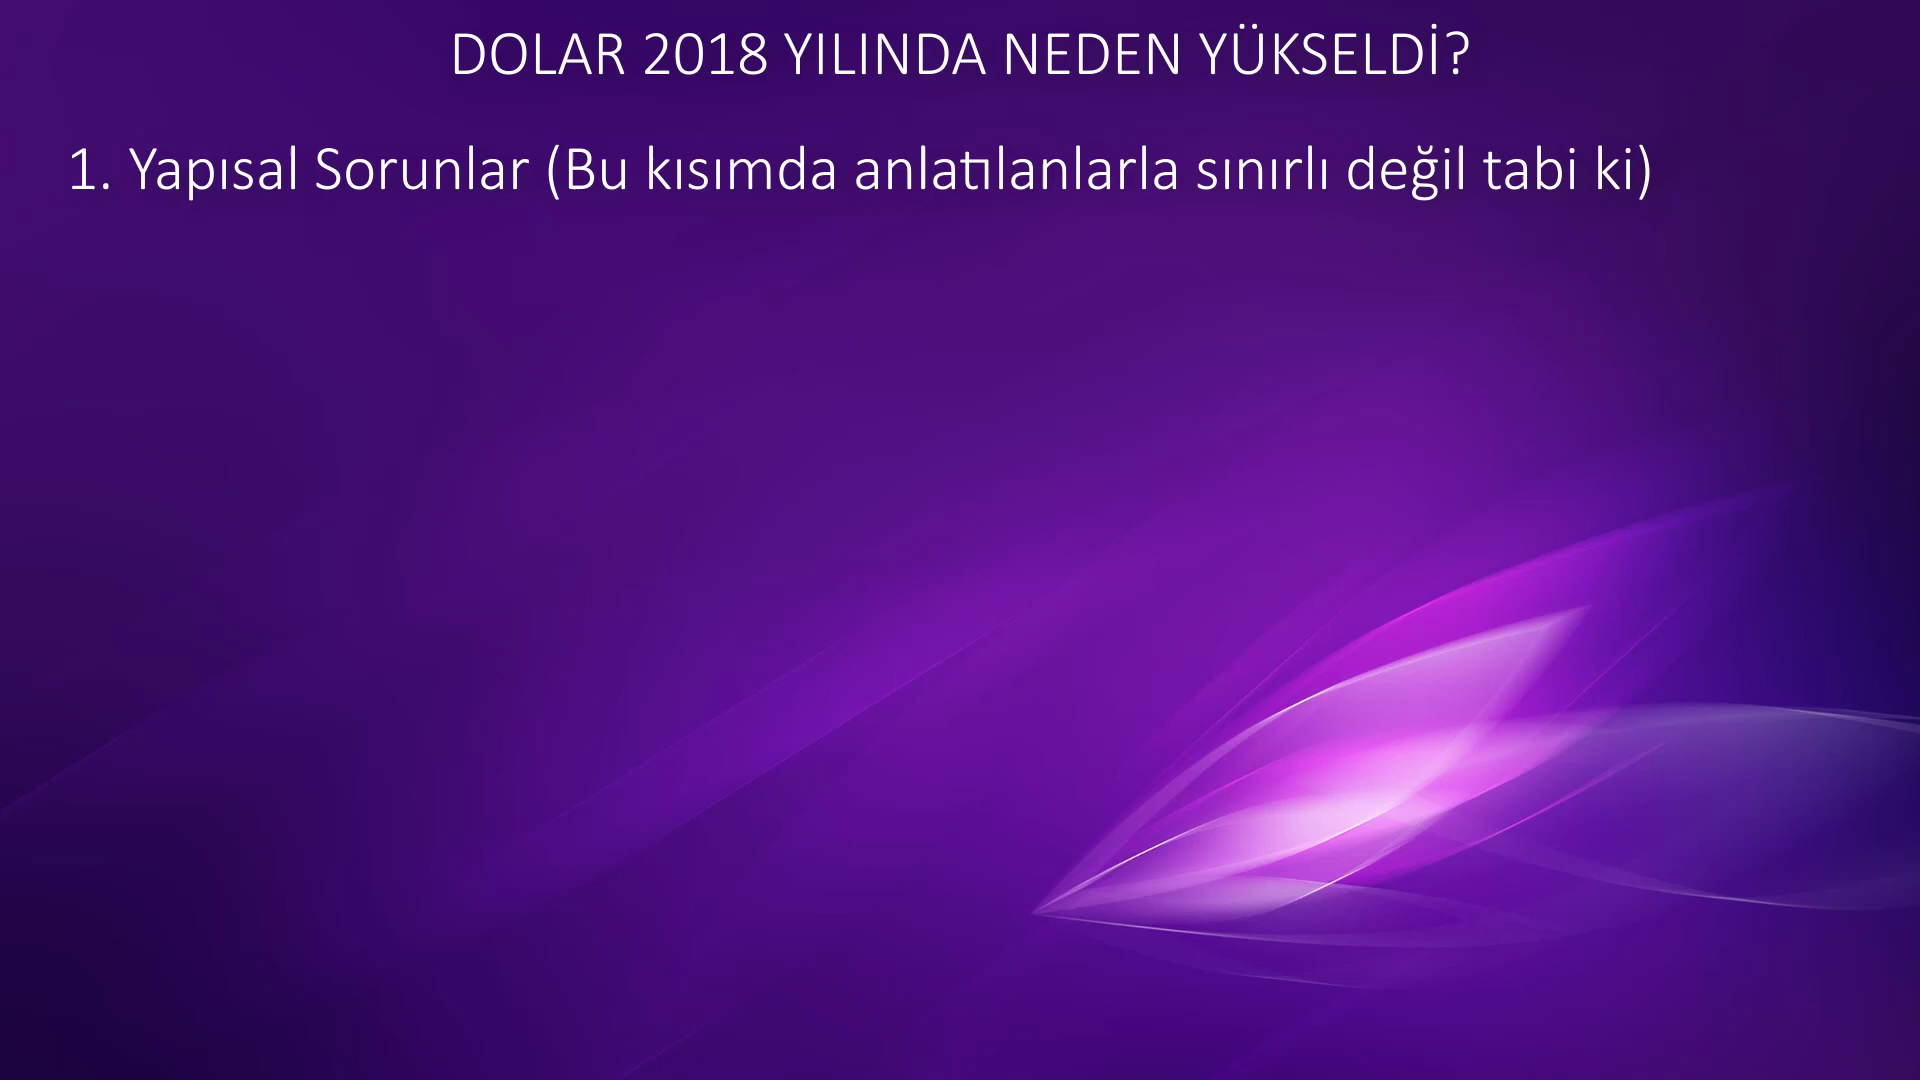 DOLAR 2018 YILINDA NEDEN YÜKSELDİ?
1. Yapısal Sorunlar (Bu kısımda anlatılanlarla sınırlı değil tabi ki)